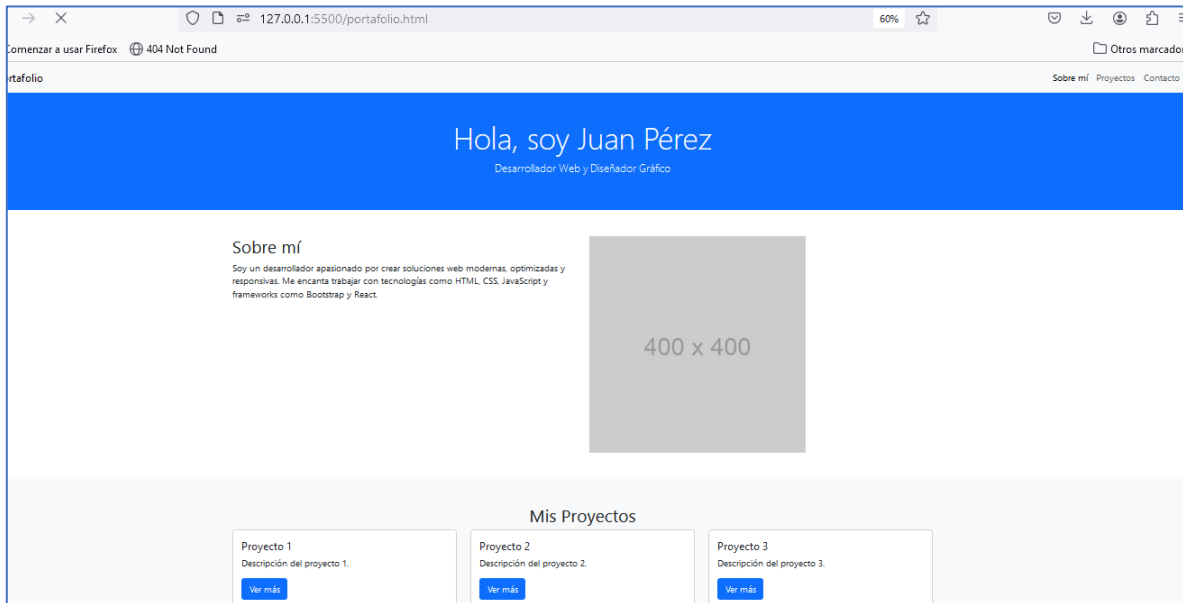 127.0.0.1:5500/portafolio.html 60%
Comenzar a usar Firefox 404 Not Found Otros marcador
rtafolio Sobre mí Proyectos Contacto
Hola, soy Juan Pérez
Desarrollador Web y Diseñador Gráfico
Sobre mí
Soy un desarrollador apasionado por crear soluciones web modernas, optimizadas y
responsivas. Me encanta trabajar con tecnologías como HTML, CSS, JavaScript y
frameworks como Bootstrap y React.
400 x 400
Mis Proyectos
Proyecto 1 Proyecto 2 Proyecto 3
Descripción del proyecto 1. Descripción del proyecto 2. Descripción del proyecto 3.
Ver más Ver más Ver más